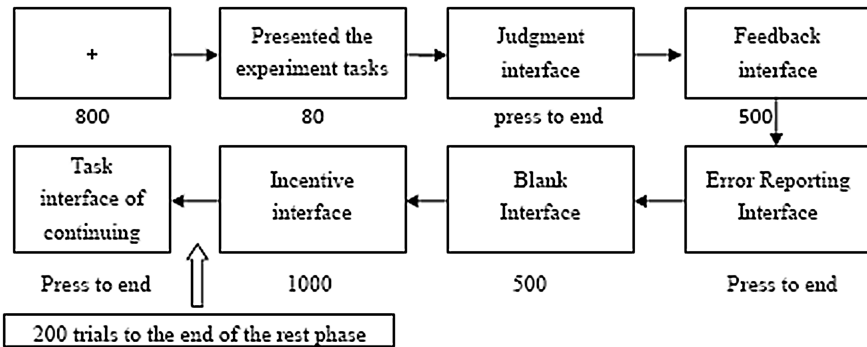 +
Presented the
experiment tasks
Judgment
interface
Feedback
interface
800
80
press to end
500
Task
interface of
continuing
Incentive
interface
Blank
Interface
Error Reporting
Interface
Press to end
1000
500
Press to end
200 trials to the end of the rest phase